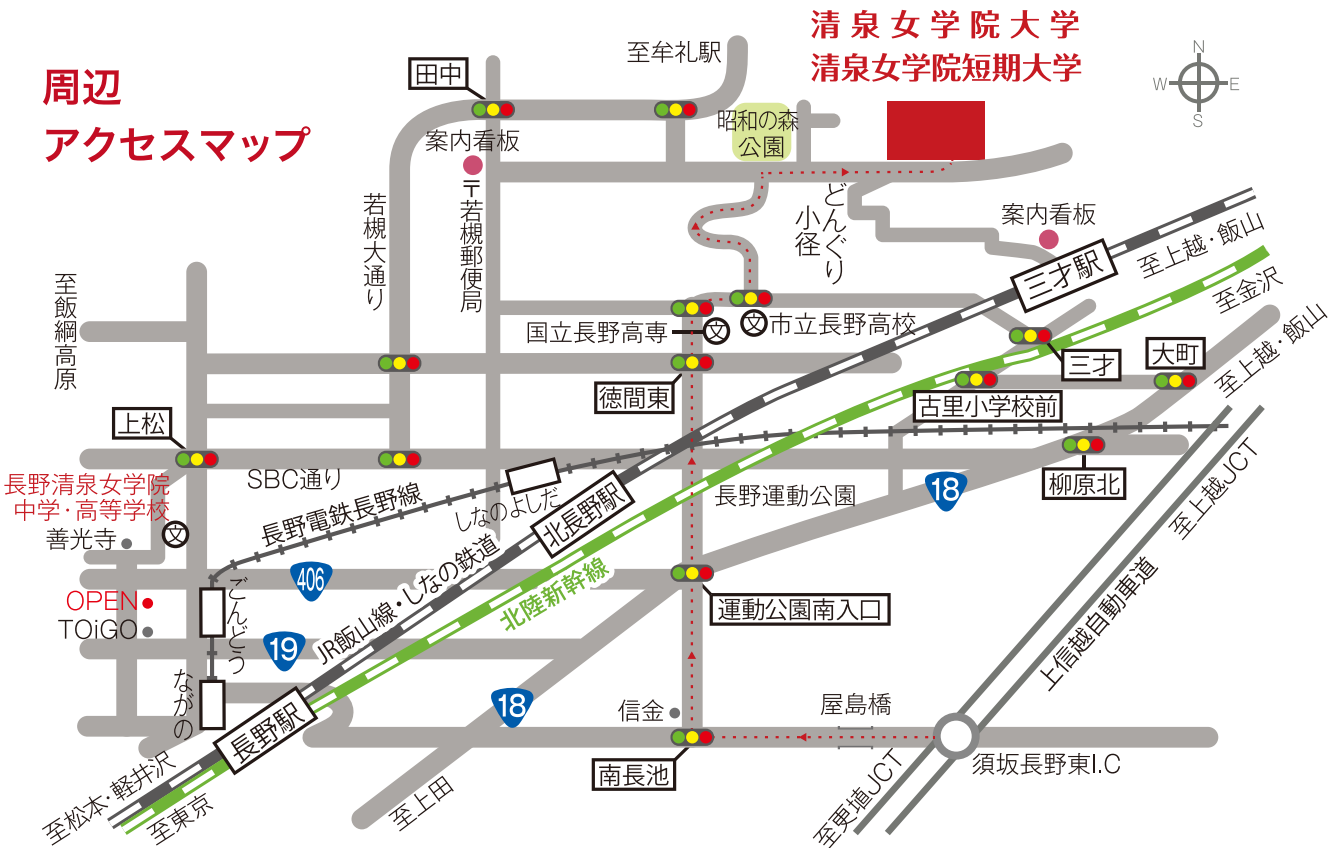 周辺
アクセスマップ
清泉女学院大学
清泉女学院短期大学
N
W
E
S
至牟礼駅
田中
案内看板
〒若槻郵便局
若槻大通り
昭和の森
公園
どんぐり
小径
案内看板
三才駅
至上越・飯山
至金沢
至上越・飯山
至飯綱高原
国立長野高専
文
文
市立長野高校
徳間東
三才
大町
古里小学校前
上松
SBC通り
長野清泉女学院
中学・高等学校
文
善光寺
長野電鉄長野線
しなのよしだ
北長野駅
長野運動公園
18
柳原北
至上越JCT
上信越自動車道
406
OPEN
TOiGO
ごんどう
19
JR飯山線・しなの鉄道
北陸新幹線
運動公園南入口
ながの
長野駅
18
信金
屋島橋
南長池
須坂長野東I.C
至松本・軽井沢
至東京
至上田
至更埴JCT